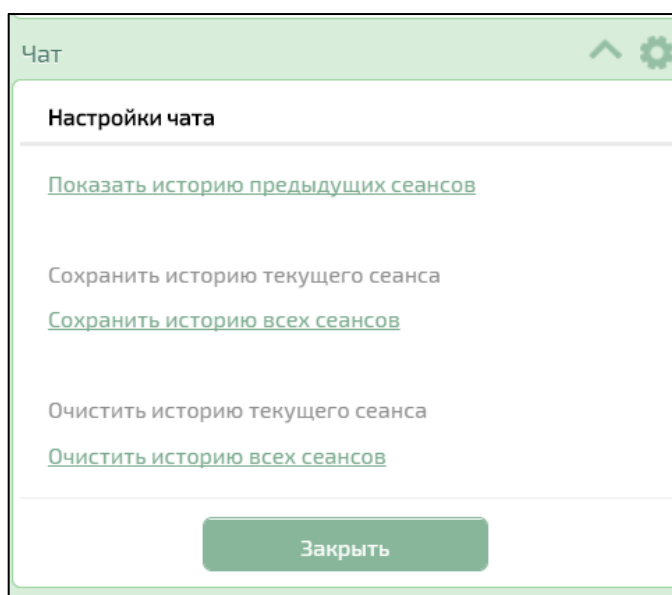 Чат
Настройки чата
Показать историю предыдущих сеансов
Сохранить историю текущего сеанса
Сохранить историю всех сеансов
Очистить историю текущего сеанса
Очистить историю всех сеансов
Закрыть